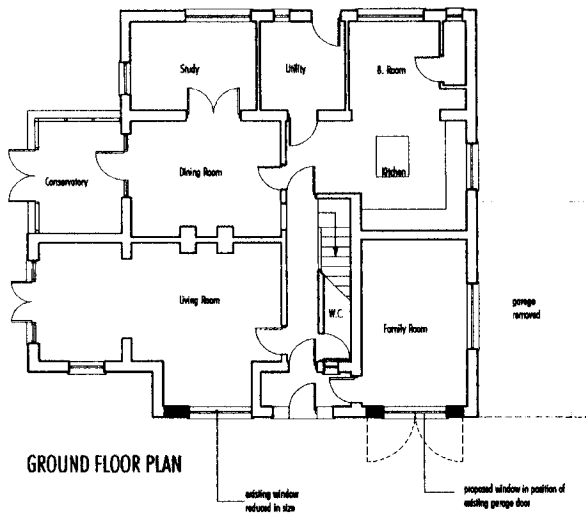 Study
Utility
B. Room
Conservatory
Dining Room
Kitchen
Living Room
W.C.
Family Room
garage
removed
GROUND FLOOR PLAN
existing window
reduced in size
proposed window in position of
existing garage door